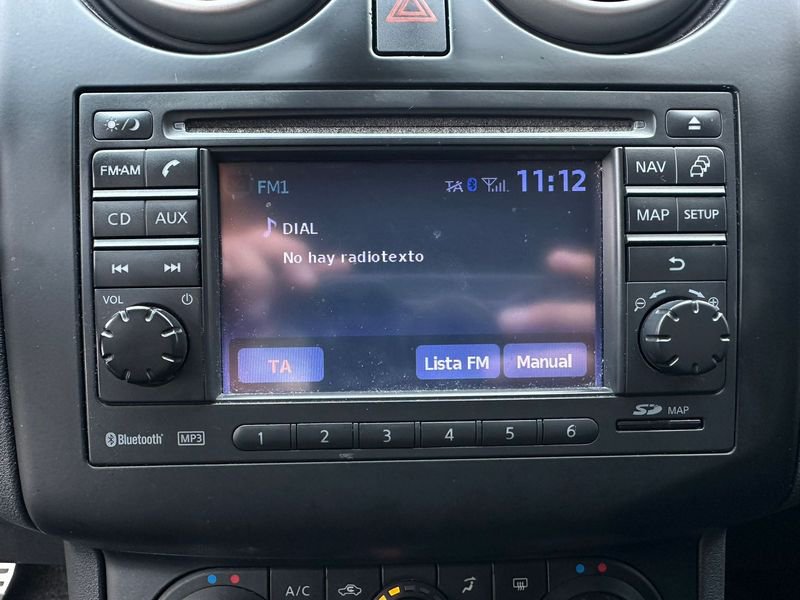 FM·AM
CD AUX
VOL
FM1 TA 11:12
DIAL
No hay radiotexto
TA Lista FM Manual
NAV
MAP SETUP
Bluetooth MP3
1 2 3 4 5 6
SD MAP
A/C